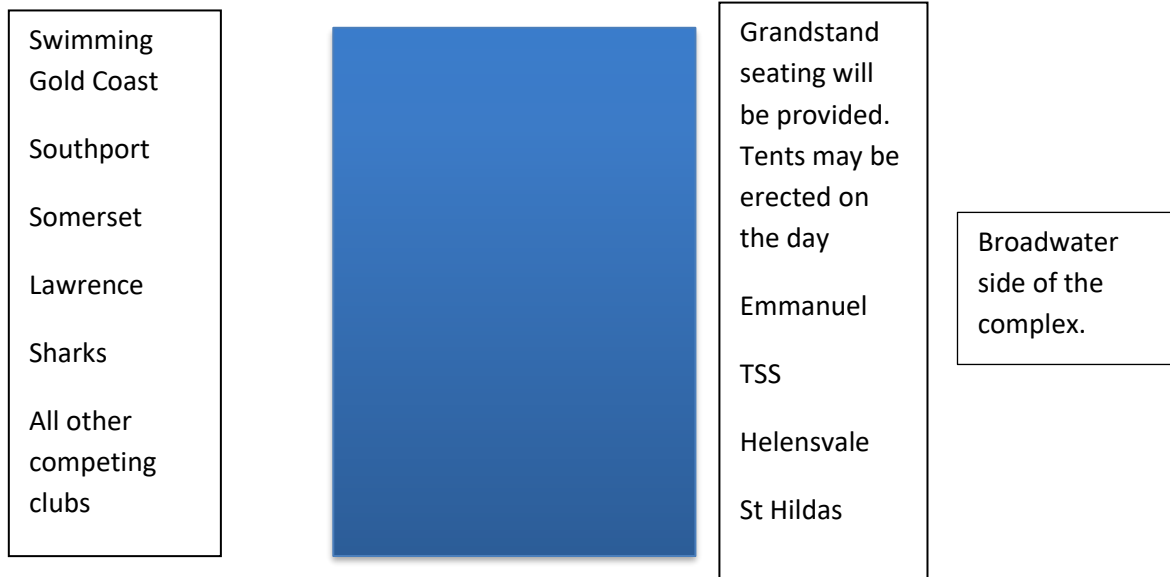 Swimming
Gold Coast
Southport
Somerset
Lawrence
Sharks
All other
competing
clubs
Grandstand
seating will
be provided.
Tents may be
erected on
the day
Emmanuel
TSS
Helensvale
St Hildas
Broadwater
side of the
complex.